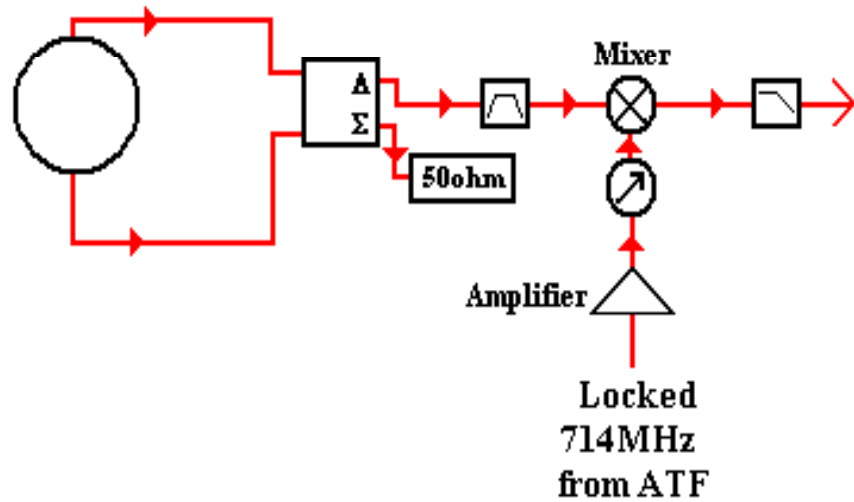 Mixer
Δ
Σ
50ohm
Amplifier
Locked
714MHz
from ATF